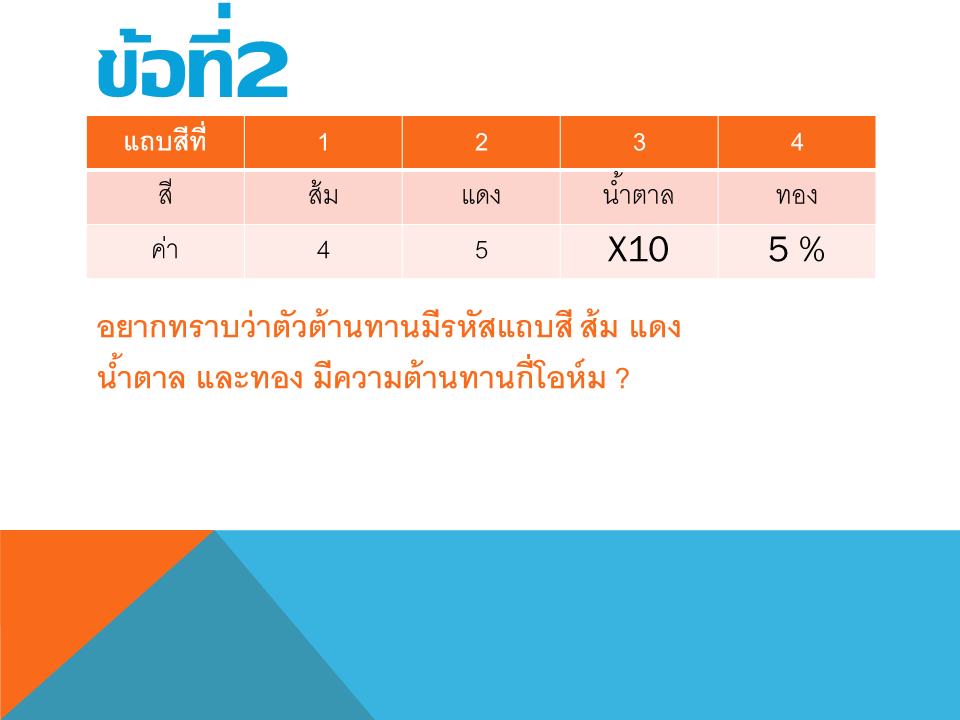 ข้อที่2
แถบสีที่ 1 2 3 4
สี ส้ม แดง น้ำตาล ทอง
ค่า 4 5 X10 5 %
อยากทราบว่าตัวต้านทานมีรหัสแถบสี ส้ม แดง
น้ำตาล และทอง มีความต้านทานกี่โอห์ม ?